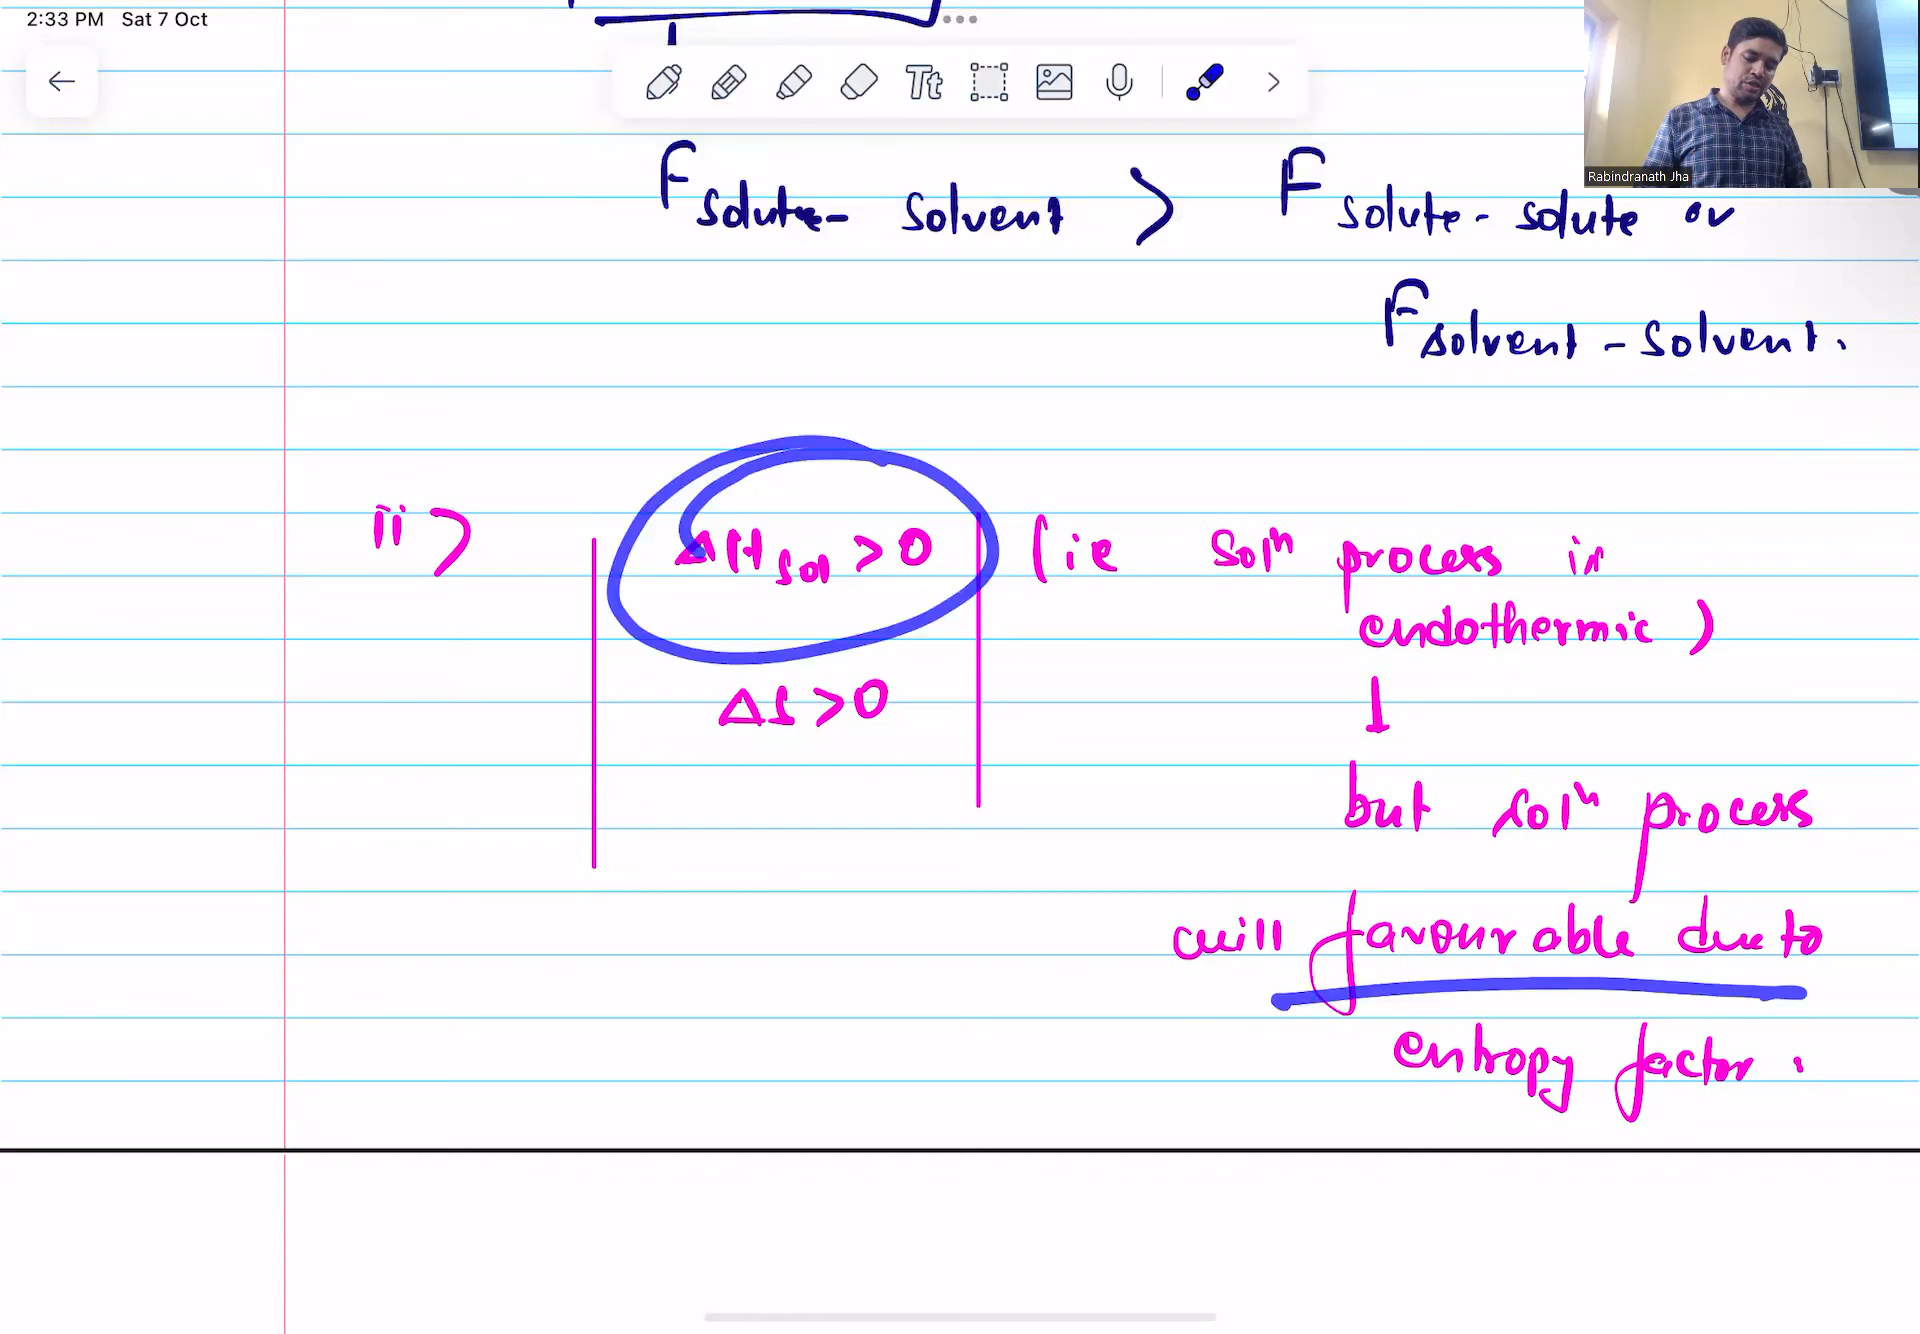 2:33 PM Sat 7 Oct
Tt
Rabindranath Jha
F solute- solvent > F solute - solute or
F solvent - solvent.
ii> ΔH sol > 0 (ie solⁿ process is
endothermic)
ΔS > 0
but solⁿ process
will favourable due to
entropy factor.